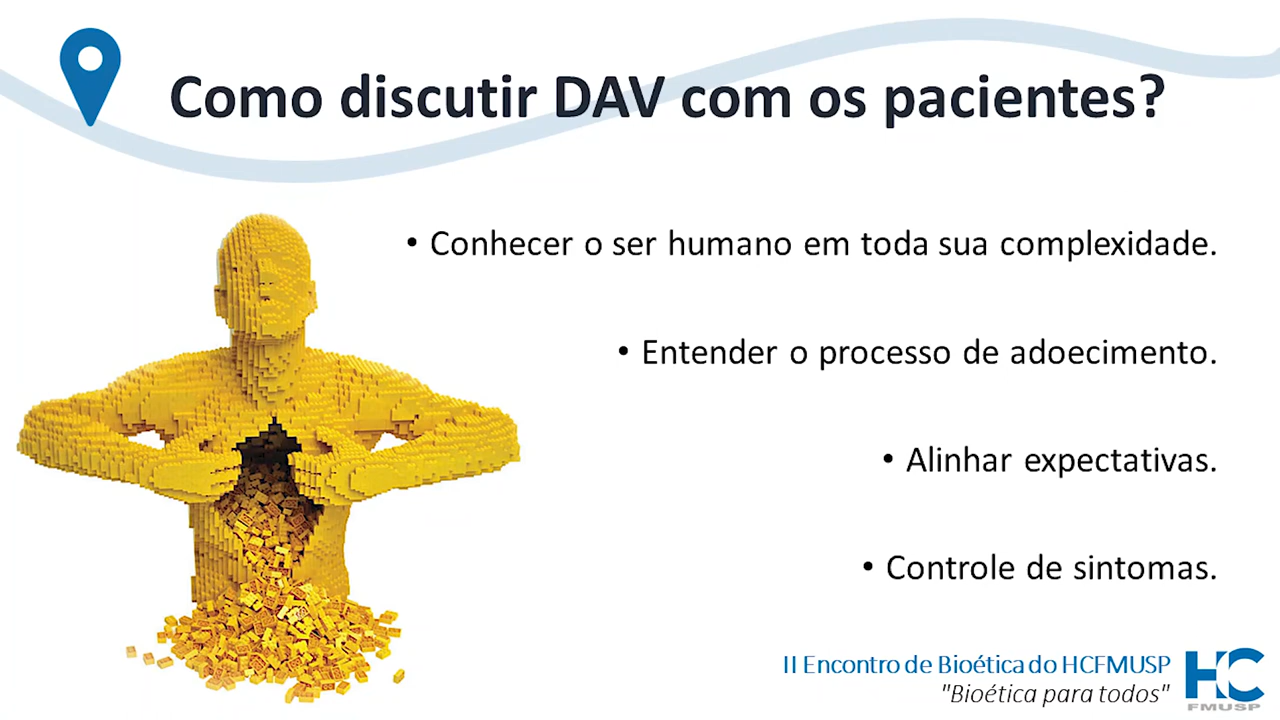 Como discutir DAV com os pacientes?
• Conhecer o ser humano em toda sua complexidade.
• Entender o processo de adoecimento.
• Alinhar expectativas.
• Controle de sintomas.
II Encontro de Bioética do HCFMUSP
"Bioética para todos"
HC
FMUSP